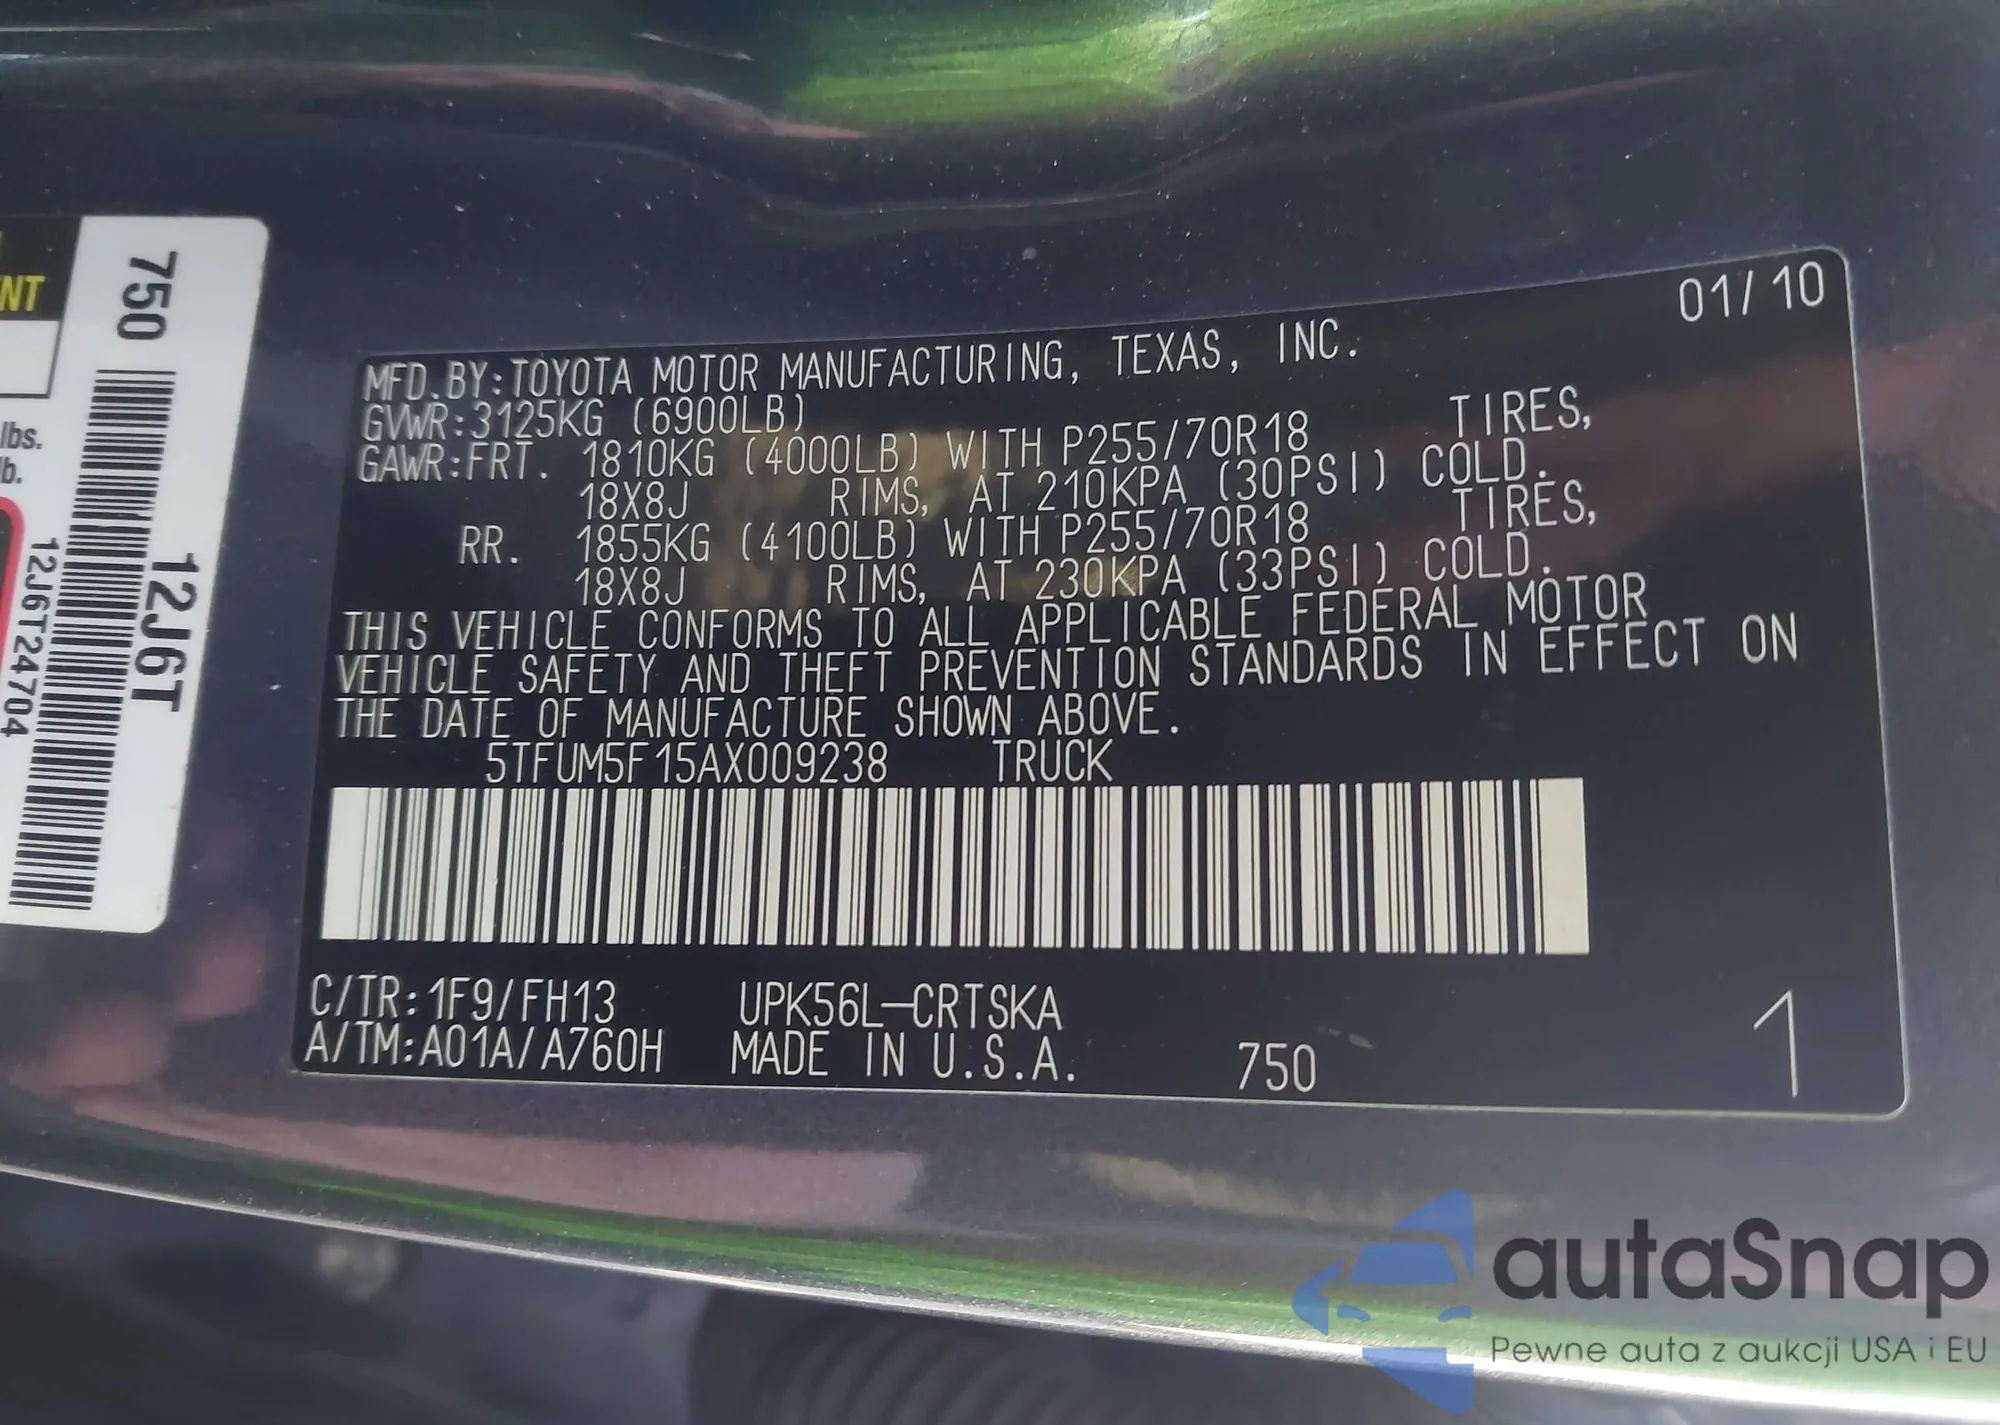 NT
lbs.
b.
750
12J6T
12J6T24704
01/10
MFD.BY:TOYOTA MOTOR MANUFACTURING, TEXAS, INC.
GVWR:3125KG (6900LB)
GAWR:FRT. 1810KG (4000LB) WITH P255/70R18 TIRES,
18X8J RIMS, AT 210KPA (30PSI) COLD.
RR. 1855KG (4100LB) WITH P255/70R18 TIRES,
18X8J RIMS, AT 230KPA (33PSI) COLD.
THIS VEHICLE CONFORMS TO ALL APPLICABLE FEDERAL MOTOR
VEHICLE SAFETY AND THEFT PREVENTION STANDARDS IN EFFECT ON
THE DATE OF MANUFACTURE SHOWN ABOVE.
5TFUM5F15AX009238 TRUCK
C/TR:1F9/FH13 UPK56L-CRTSKA
A/TM:A01A/A760H MADE IN U.S.A. 750 1
autaSnap
Pewne auta z aukcji USA i EU